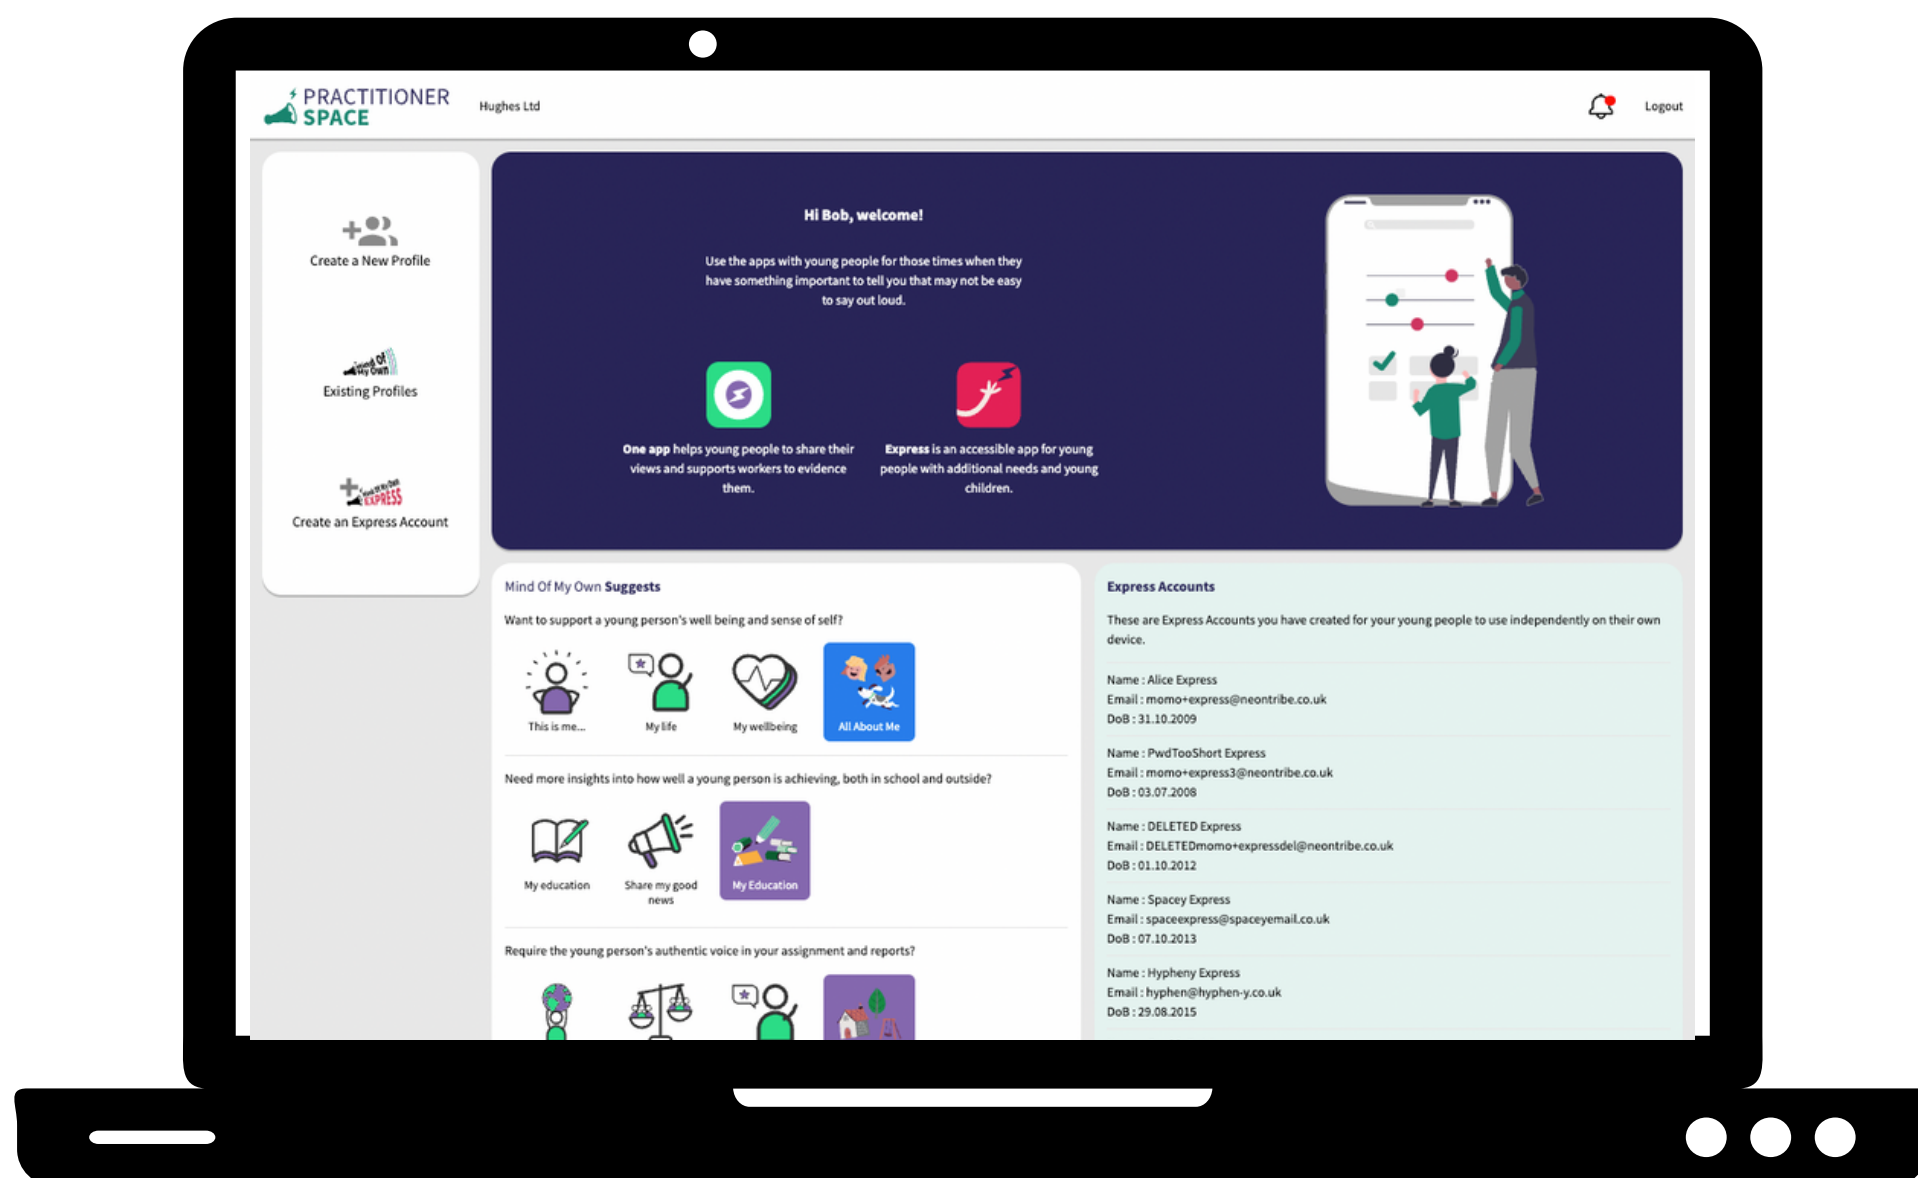 PRACTITIONER
SPACE
Hughes Ltd
Logout
Create a New Profile
Mind Of
My Own
Existing Profiles
Mind Of My Own
EXPRESS
Create an Express Account
Hi Bob, welcome!
Use the apps with young people for those times when they
have something important to tell you that may not be easy
to say out loud.
One app helps young people to share their
views and supports workers to evidence
them.
Express is an accessible app for young
people with additional needs and young
children.
Mind Of My Own Suggests
Want to support a young person's well being and sense of self?
This is me...
My life
My wellbeing
All About Me
Need more insights into how well a young person is achieving, both in school and outside?
My education
Share my good
news
My Education
Require the young person's authentic voice in your assignment and reports?
Express Accounts
These are Express Accounts you have created for your young people to use independently on their own
device.
Name : Alice Express
Email : momo+express@neontribe.co.uk
DoB : 31.10.2009
Name : PwdTooShort Express
Email : momo+express3@neontribe.co.uk
DoB : 03.07.2008
Name : DELETED Express
Email : DELETEDmomo+expressdel@neontribe.co.uk
DoB : 01.10.2012
Name : Spacey Express
Email : spaceexpress@spaceyemail.co.uk
DoB : 07.10.2013
Name : Hypheny Express
Email : hyphen@hyphen-y.co.uk
DoB : 29.08.2015